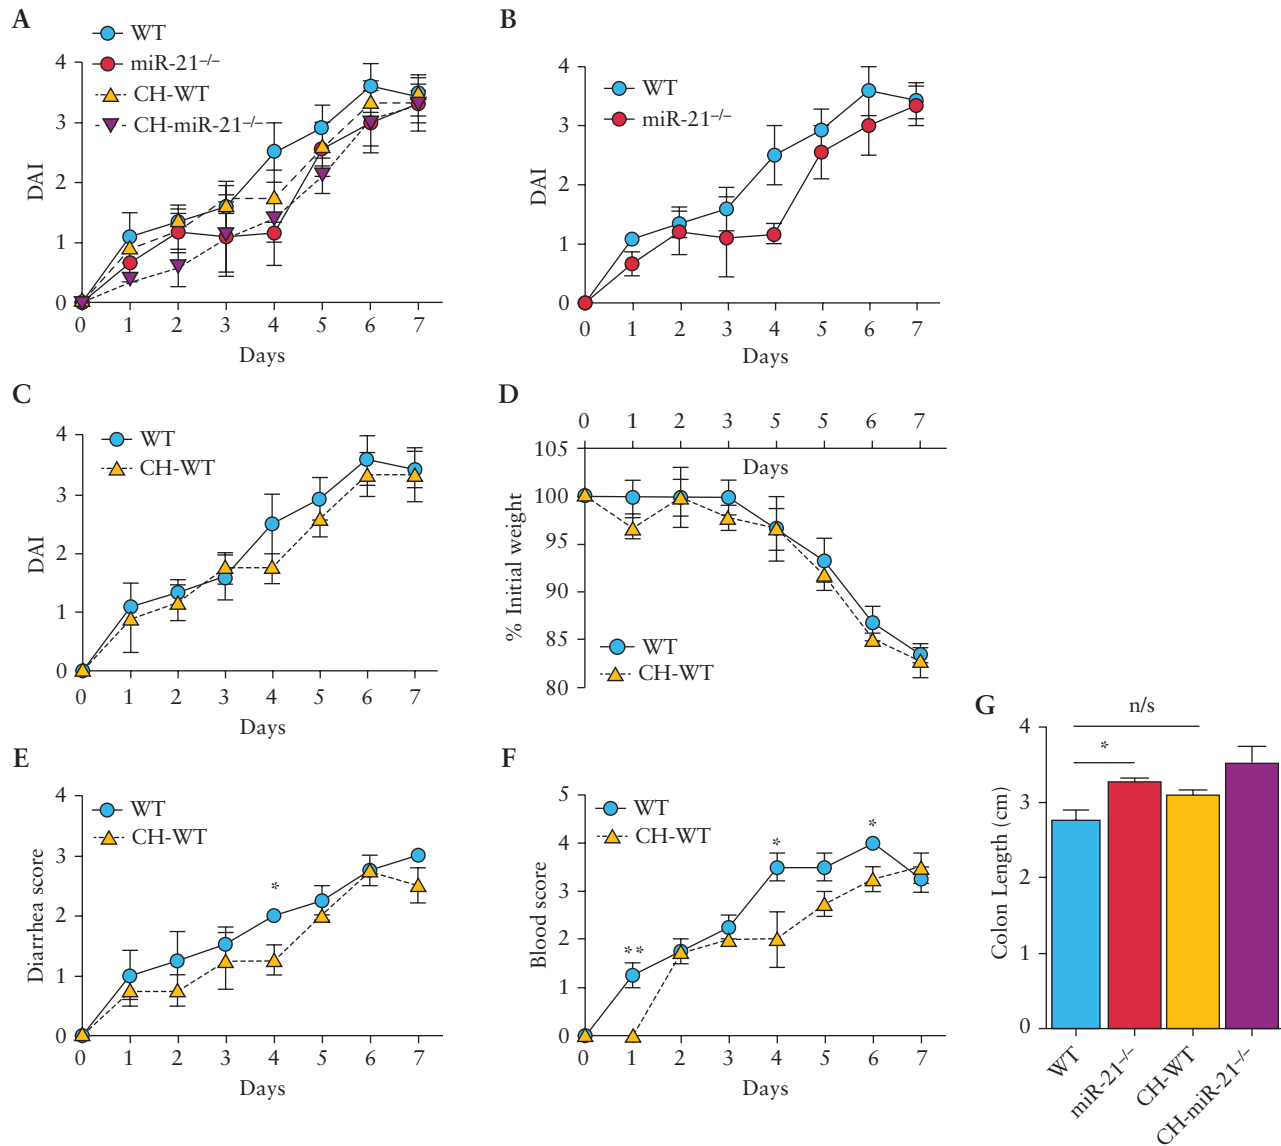 A
WT
miR-21−/−
CH-WT
CH-miR-21−/−
4
3
2
1
0
DAI
0 1 2 3 4 5 6 7
Days
B
WT
miR-21−/−
4
3
2
1
0
DAI
0 1 2 3 4 5 6 7
Days
C
WT
CH-WT
4
3
2
1
0
DAI
0 1 2 3 4 5 6 7
Days
D
0 1 2 3 5 5 6 7
Days
105
100
95
90
85
80
% Initial weight
WT
CH-WT
E
WT
CH-WT
4
3
2
1
0
Diarrhea score
*
0 1 2 3 4 5 6 7
Days
F
WT
CH-WT
5
4
3
2
1
0
Blood score
**
*
*
0 1 2 3 4 5 6 7
Days
G
n/s
*
4
3
2
1
0
Colon Length (cm)
WT
miR-21−/−
CH-WT
CH-miR-21−/−